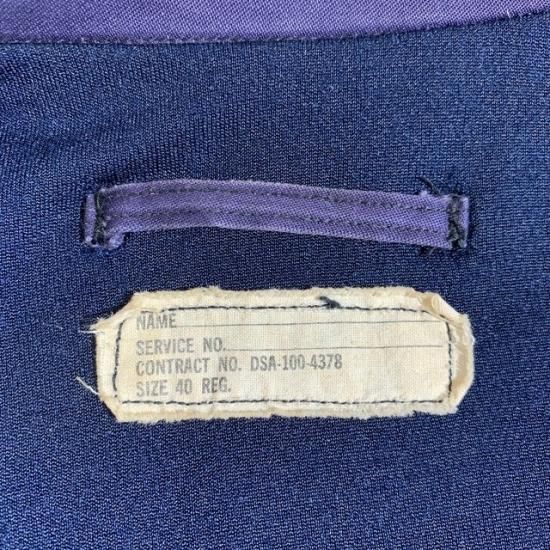 NAME
SERVICE NO.
CONTRACT NO. DSA-100-4378
SIZE 40 REG.